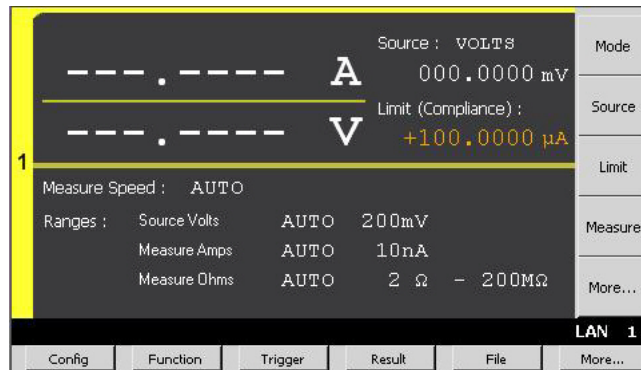 Source : VOLTS
---.---- A
000.0000 mV
Limit (Compliance) :
---.---- V
+100.0000 µA
1
Measure Speed : AUTO
Ranges : Source Volts AUTO 200mV
Measure Amps AUTO 10nA
Measure Ohms AUTO 2 Ω - 200MΩ
Mode
Source
Limit
Measure
More...
LAN 1
Config Function Trigger Result File More...